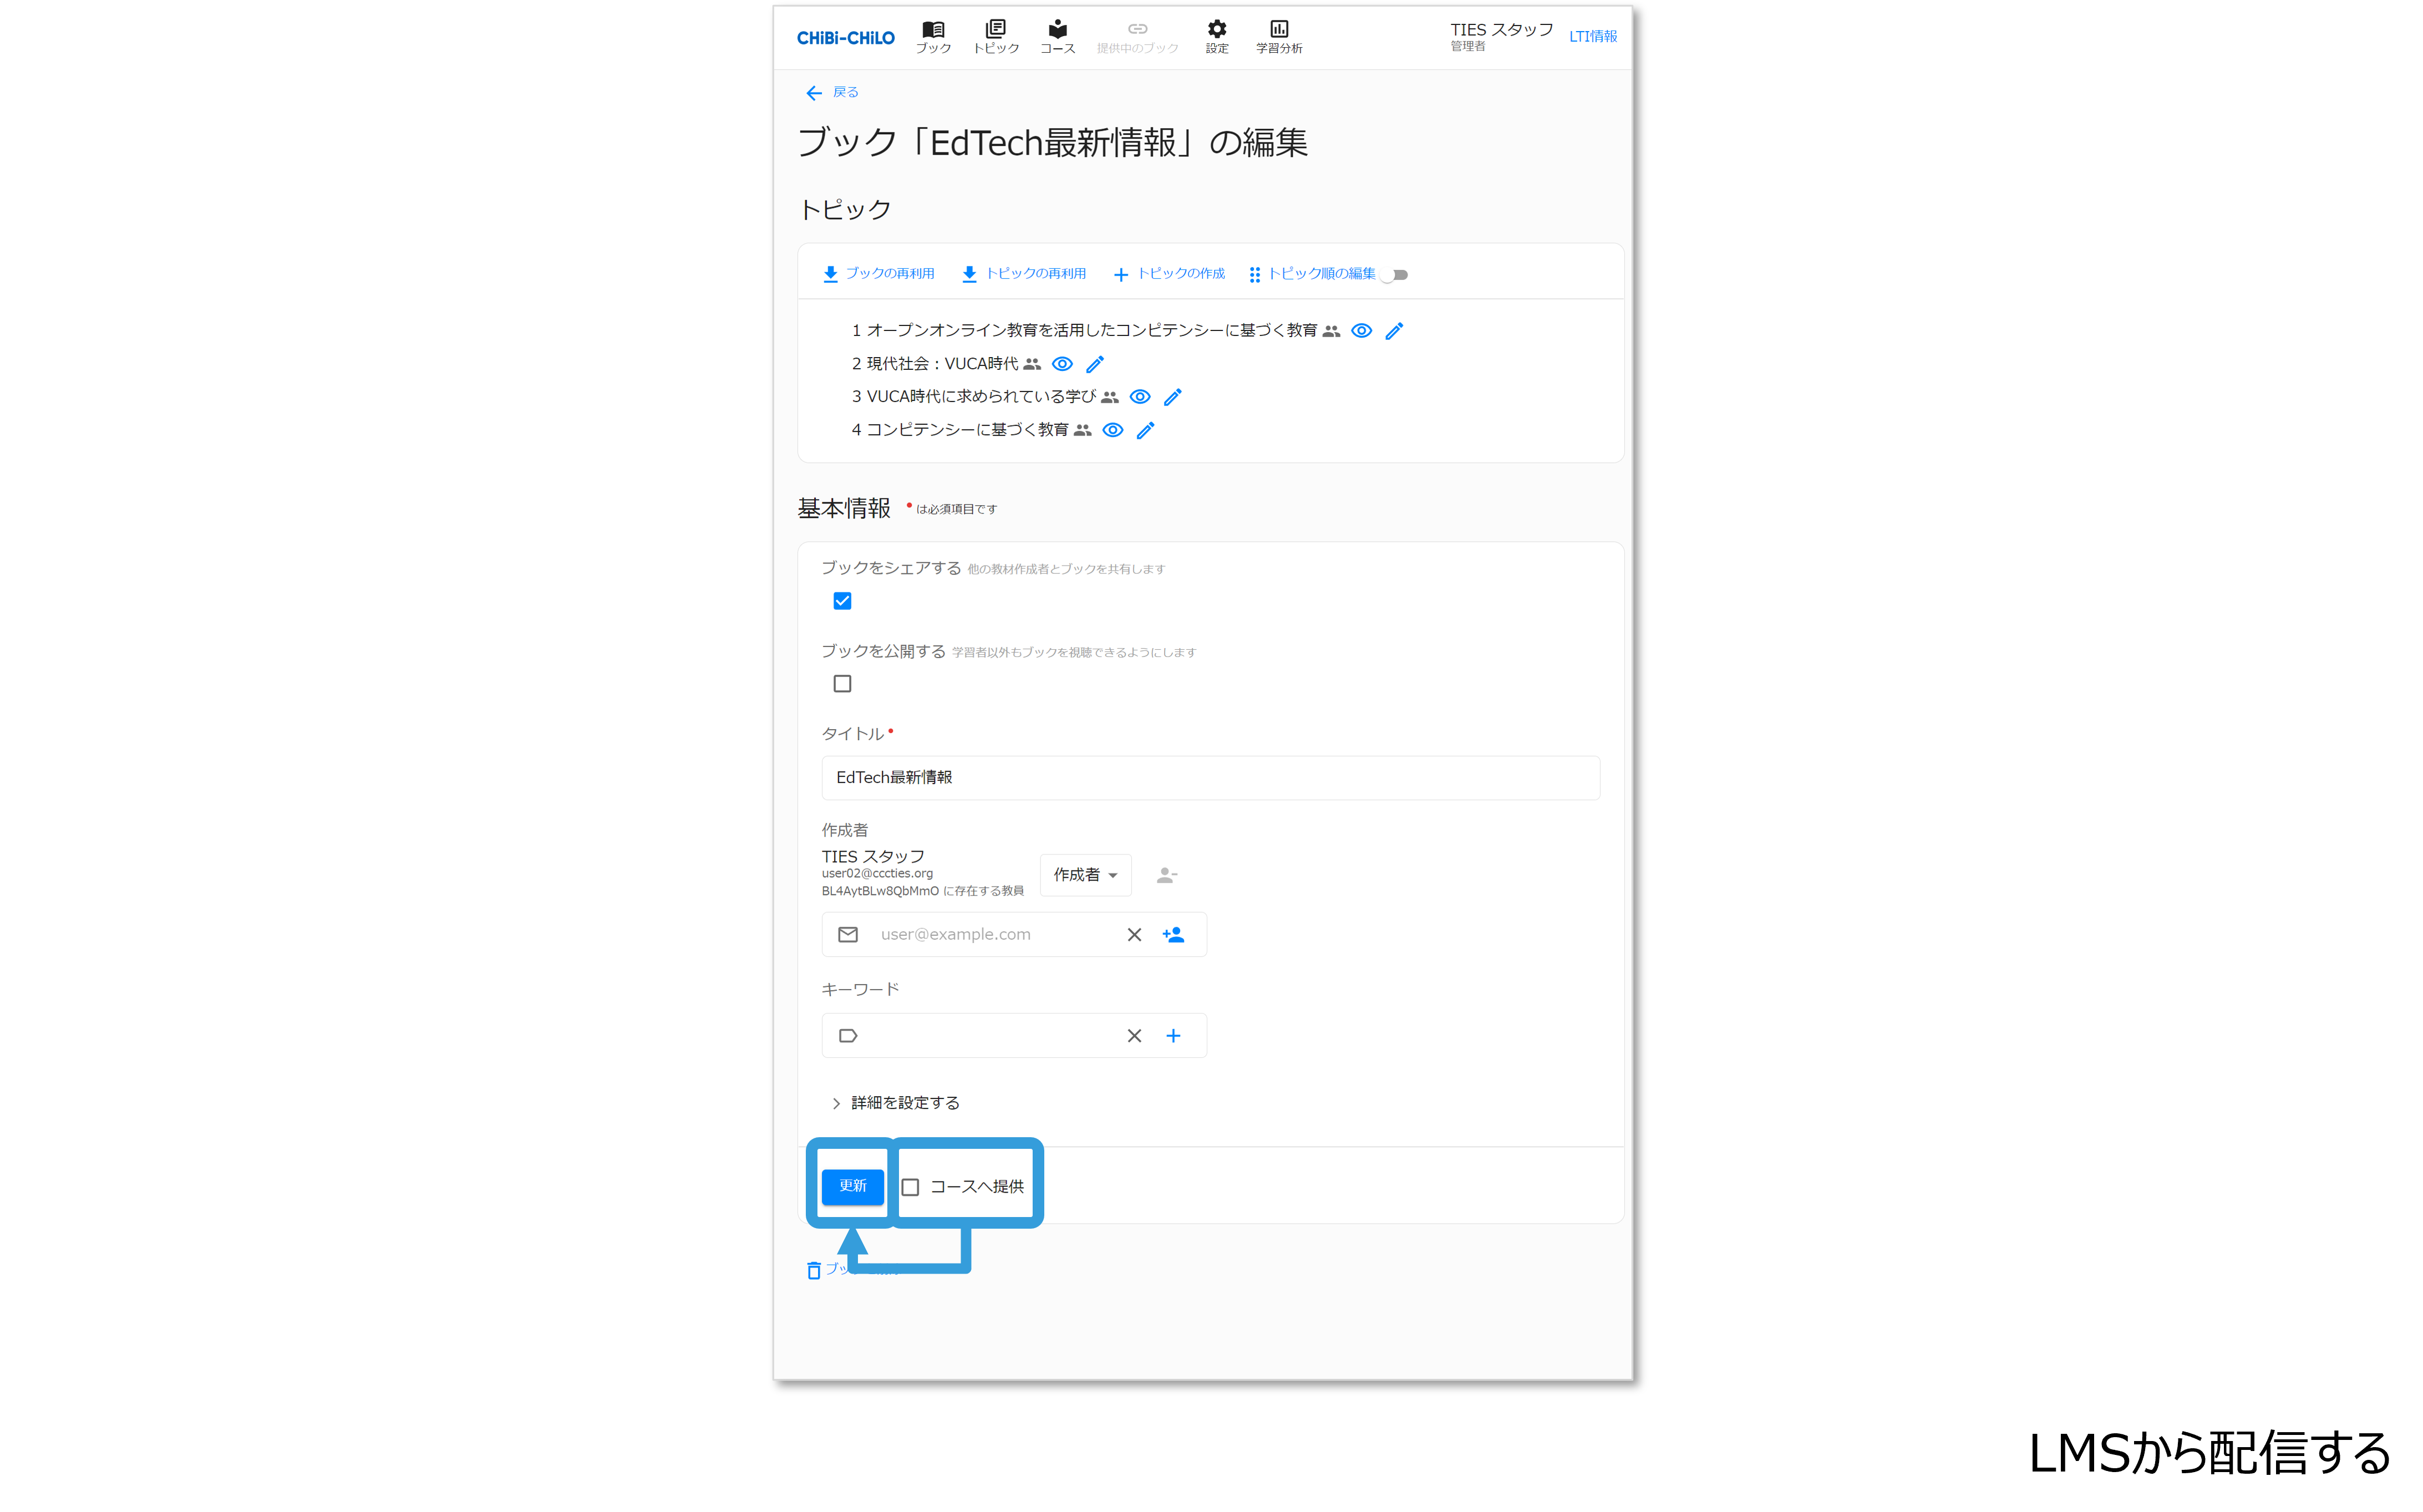 CHiBi-CHiLO
ブック
トピック
コース
提供中のブック
設定
学習分析
TIES スタッフ
管理者
LTI情報
戻る
ブック「EdTech最新情報」の編集
トピック
ブックの再利用
トピックの再利用
トピックの作成
トピック順の編集
1 オープンオンライン教育を活用したコンピテンシーに基づく教育
2 現代社会：VUCA時代
3 VUCA時代に求められている学び
4 コンピテンシーに基づく教育
基本情報 * は必須項目です
ブックをシェアする 他の教材作成者とブックを共有します
ブックを公開する 学習者以外もブックを視聴できるようにします
タイトル *
EdTech最新情報
作成者
TIES スタッフ
user02@cccties.org
BL4AytBLw8QbMmO に存在する教員
作成者
user@example.com
キーワード
詳細を設定する
更新
コースへ提供
LMSから配信する